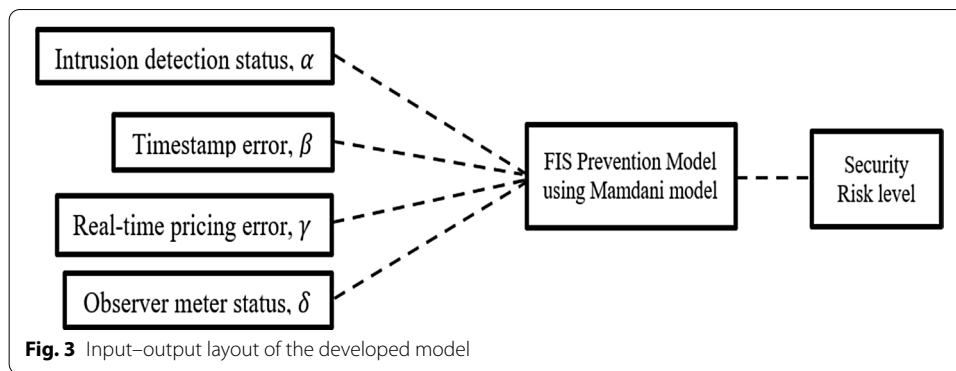 Intrusion detection status, α
Timestamp error, β
Real-time pricing error, γ
Observer meter status, δ
FIS Prevention Model
using Mamdani model
Security
Risk level
Fig. 3 Input–output layout of the developed model